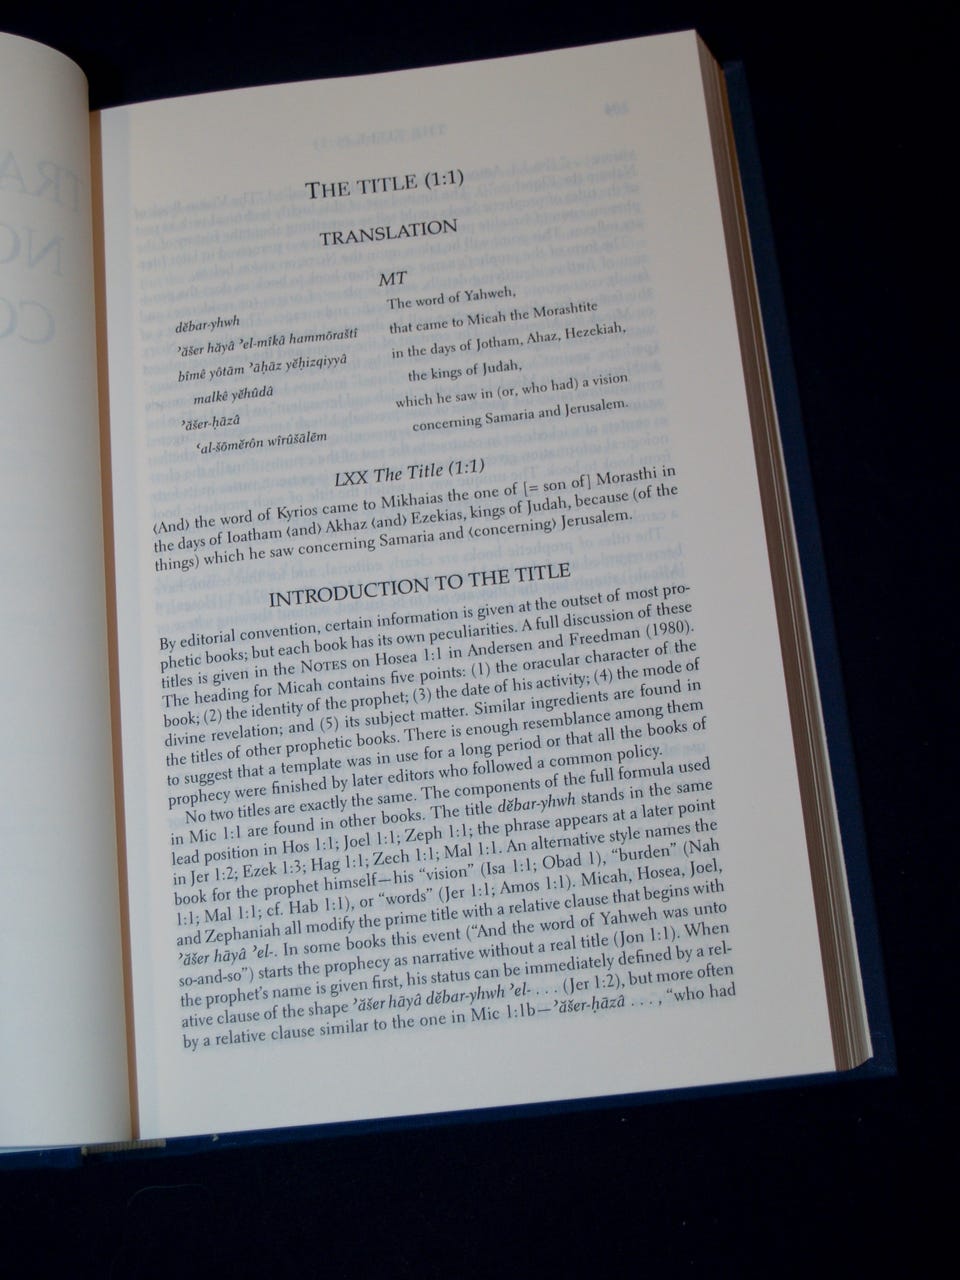 TRA
NO
CO
THE TITLE (1:1)
TRANSLATION
MT
dĕbar-yhwh The word of Yahweh,
ʾăšer hāyâ ʾel-mîkâ hammōraštî that came to Micah the Morashtite
bîmê yôtām ʾāḥāz yĕḥizqiyyâ in the days of Jotham, Ahaz, Hezekiah,
malkê yĕhûdâ the kings of Judah,
ʾăšer-ḥāzâ which he saw in (or, who had) a vision
ʿal-šōmĕrôn wîrûšālēm concerning Samaria and Jerusalem.
LXX The Title (1:1)
⟨And⟩ the word of Kyrios came to Mikhaias the one of [= son of] Morasthi in
the days of Ioatham ⟨and⟩ Akhaz ⟨and⟩ Ezekias, kings of Judah, because (of the
things) which he saw concerning Samaria and ⟨concerning⟩ Jerusalem.
INTRODUCTION TO THE TITLE
By editorial convention, certain information is given at the outset of most pro-
phetic books; but each book has its own peculiarities. A full discussion of these
titles is given in the NOTES on Hosea 1:1 in Andersen and Freedman (1980).
The heading for Micah contains five points: (1) the oracular character of the
book; (2) the identity of the prophet; (3) the date of his activity; (4) the mode of
divine revelation; and (5) its subject matter. Similar ingredients are found in
the titles of other prophetic books. There is enough resemblance among them
to suggest that a template was in use for a long period or that all the books of
prophecy were finished by later editors who followed a common policy.
No two titles are exactly the same. The components of the full formula used
in Mic 1:1 are found in other books. The title dĕbar-yhwh stands in the same
lead position in Hos 1:1; Joel 1:1; Zeph 1:1; the phrase appears at a later point
in Jer 1:2; Ezek 1:3; Hag 1:1; Zech 1:1; Mal 1:1. An alternative style names the
book for the prophet himself—his “vision” (Isa 1:1; Obad 1), “burden” (Nah
1:1; Mal 1:1; cf. Hab 1:1), or “words” (Jer 1:1; Amos 1:1). Micah, Hosea, Joel,
and Zephaniah all modify the prime title with a relative clause that begins with
ʾăšer hāyâ ʾel-. In some books this event (“And the word of Yahweh was unto
so-and-so”) starts the prophecy as narrative without a real title (Jon 1:1). When
the prophet’s name is given first, his status can be immediately defined by a rel-
ative clause of the shape ʾăšer hāyâ dĕbar-yhwh ʾel- . . . (Jer 1:2), but more often
by a relative clause similar to the one in Mic 1:1b—ʾăšer-ḥāzâ . . . , “who had